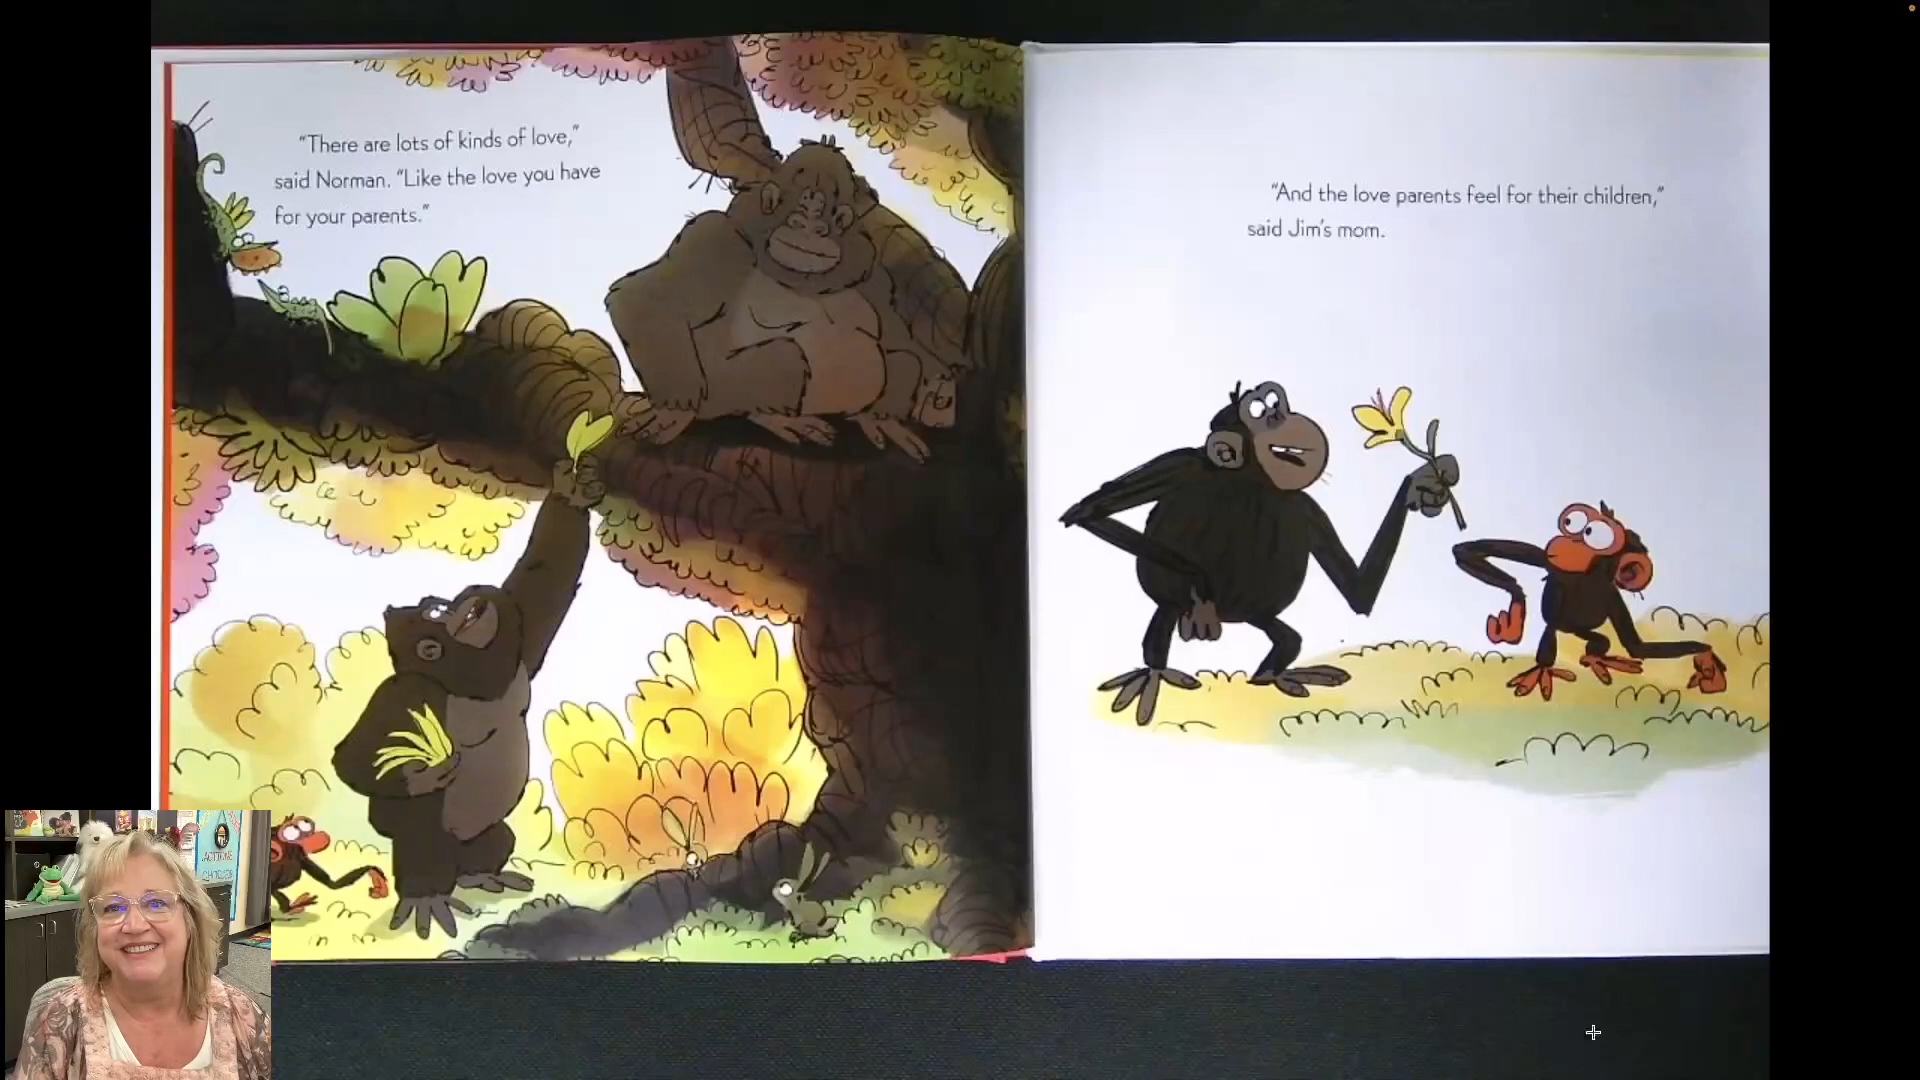 “There are lots of kinds of love,”
said Norman. “Like the love you have
for your parents.”
“And the love parents feel for their children,”
said Jim’s mom.